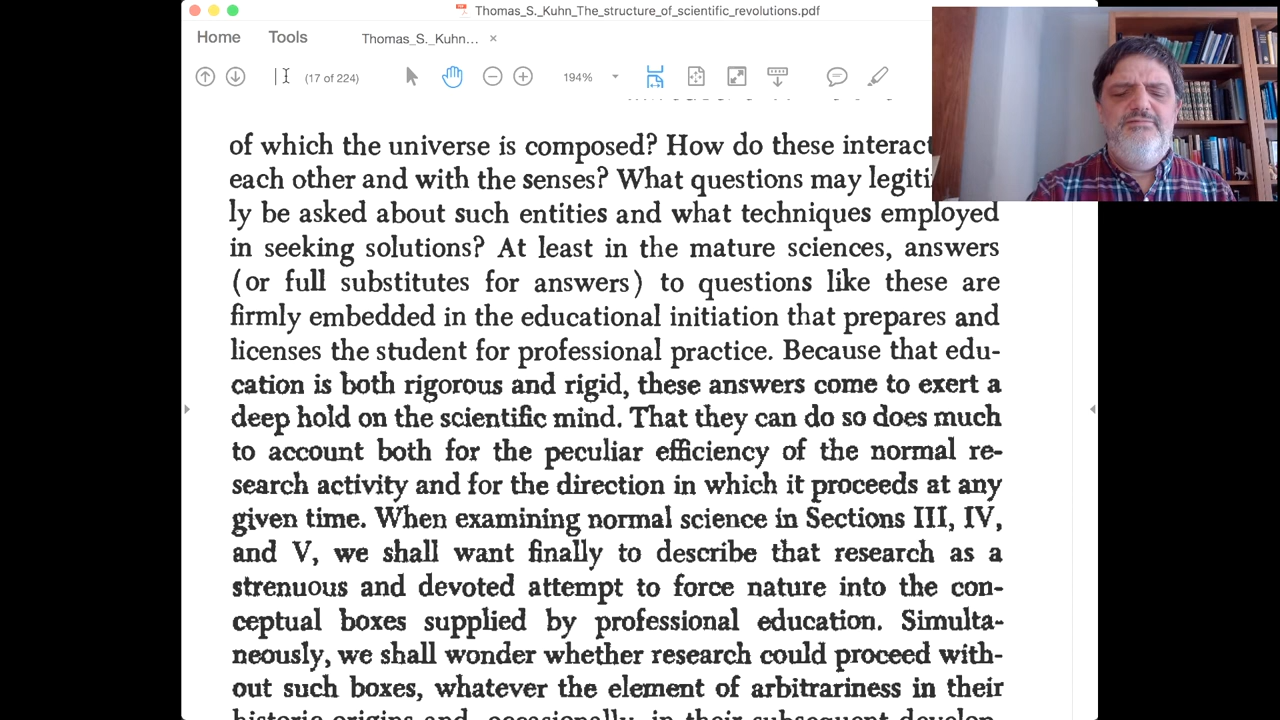 Thomas_S._Kuhn_The_structure_of_scientific_revolutions.pdf
Home Tools Thomas_S._Kuhn... ×
(17 of 224) 194%
of which the universe is composed? How do these interact
each other and with the senses? What questions may legiti
ly be asked about such entities and what techniques employed
in seeking solutions? At least in the mature sciences, answers
(or full substitutes for answers) to questions like these are
firmly embedded in the educational initiation that prepares and
licenses the student for professional practice. Because that edu-
cation is both rigorous and rigid, these answers come to exert a
deep hold on the scientific mind. That they can do so does much
to account both for the peculiar efficiency of the normal re-
search activity and for the direction in which it proceeds at any
given time. When examining normal science in Sections III, IV,
and V, we shall want finally to describe that research as a
strenuous and devoted attempt to force nature into the con-
ceptual boxes supplied by professional education. Simulta-
neously, we shall wonder whether research could proceed with-
out such boxes, whatever the element of arbitrariness in their
historic origins and, occasionally, in their subsequent develop-